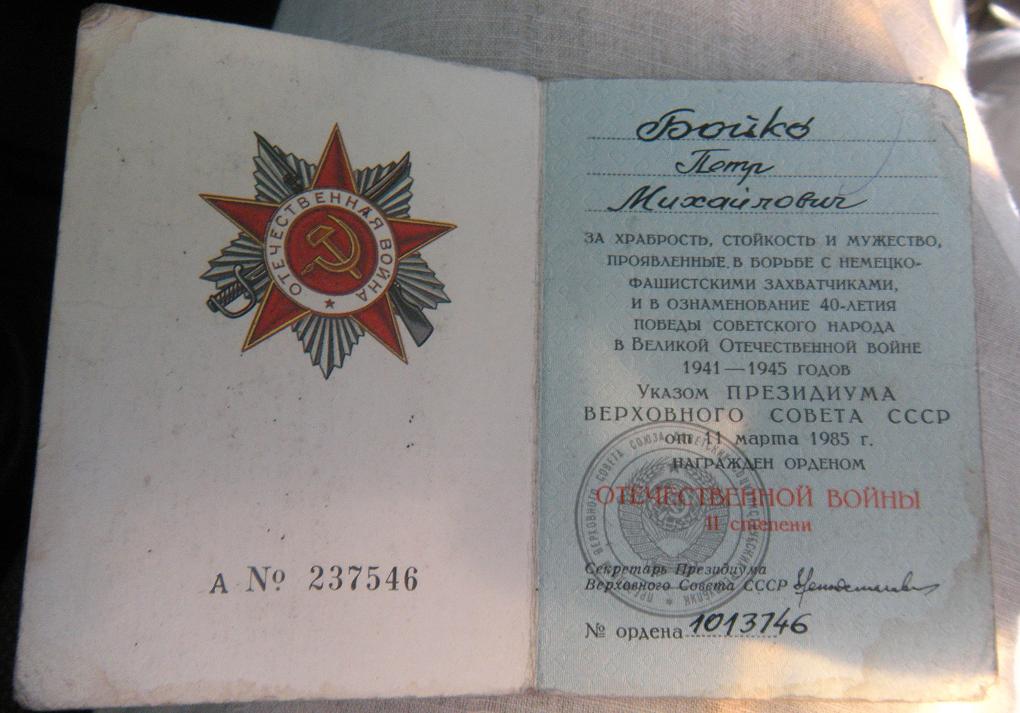 ОТЕЧЕСТВЕННАЯ ВОЙНА
А № 237546
Бойко
Петр
Михайлович
ЗА ХРАБРОСТЬ, СТОЙКОСТЬ И МУЖЕСТВО,
ПРОЯВЛЕННЫЕ В БОРЬБЕ С НЕМЕЦКО-
ФАШИСТСКИМИ ЗАХВАТЧИКАМИ,
И В ОЗНАМЕНОВАНИЕ 40-ЛЕТИЯ
ПОБЕДЫ СОВЕТСКОГО НАРОДА
В ВЕЛИКОЙ ОТЕЧЕСТВЕННОЙ ВОЙНЕ
1941—1945 ГОДОВ
УКАЗОМ ПРЕЗИДИУМА
ВЕРХОВНОГО СОВЕТА СССР
от 11 марта 1985 г.
НАГРАЖДЕН ОРДЕНОМ
ОТЕЧЕСТВЕННОЙ ВОЙНЫ
II степени
Секретарь Президиума
Верховного Совета СССР
№ ордена 1013746